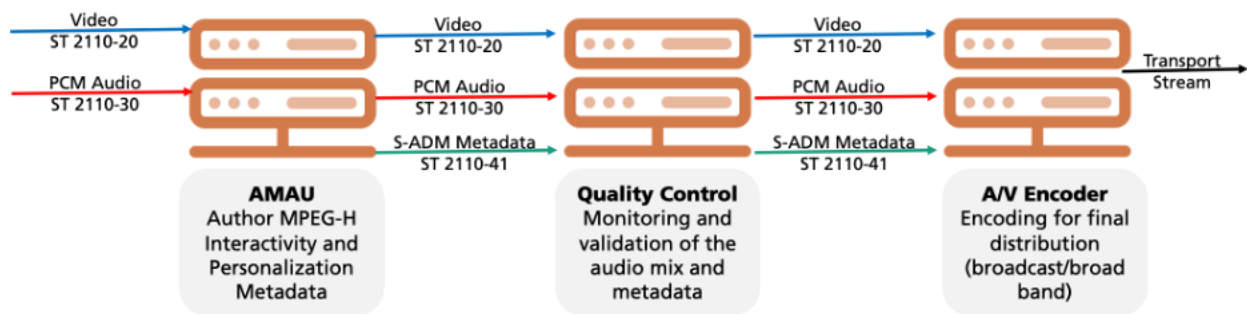 Video
ST 2110-20
PCM Audio
ST 2110-30
Video
ST 2110-20
PCM Audio
ST 2110-30
S-ADM Metadata
ST 2110-41
Video
ST 2110-20
PCM Audio
ST 2110-30
S-ADM Metadata
ST 2110-41
Transport
Stream
AMAU
Author MPEG-H
Interactivity and
Personalization
Metadata
Quality Control
Monitoring and
validation of the
audio mix and
metadata
A/V Encoder
Encoding for final
distribution
(broadcast/broad
band)